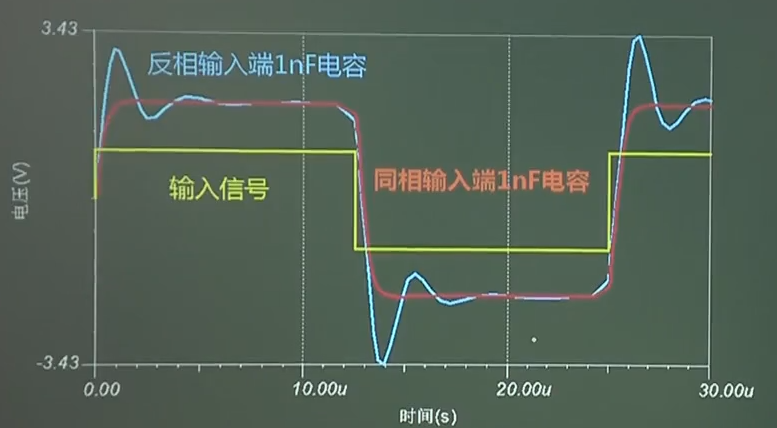 3.43
反相输入端1nF电容
电压(V)
输入信号
同相输入端1nF电容
-3.43
0.00
10.00u
20.00u
30.00u
时间(s)